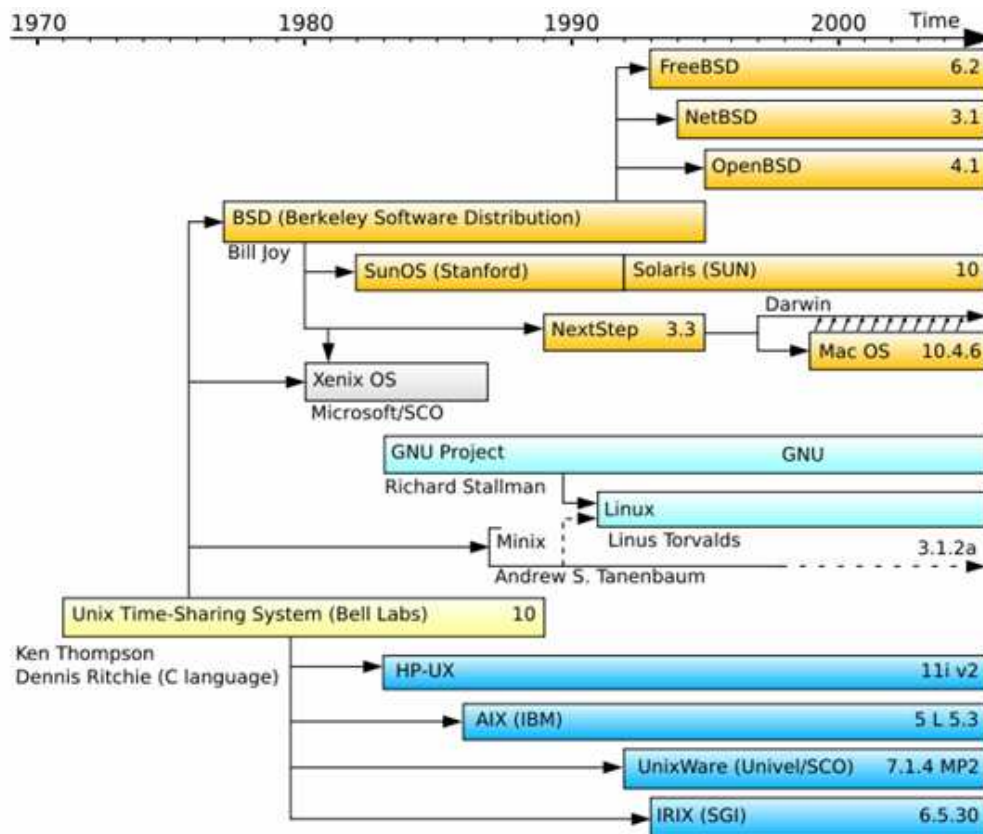 1970 1980 1990 2000 Time
FreeBSD 6.2
NetBSD 3.1
OpenBSD 4.1
BSD (Berkeley Software Distribution)
Bill Joy
SunOS (Stanford) Solaris (SUN) 10
Darwin
NextStep 3.3
Mac OS 10.4.6
Xenix OS
Microsoft/SCO
GNU Project GNU
Richard Stallman
Linux
Linus Torvalds
Minix 3.1.2a
Andrew S. Tanenbaum
Unix Time-Sharing System (Bell Labs) 10
Ken Thompson
Dennis Ritchie (C language)
HP-UX 11i v2
AIX (IBM) 5 L 5.3
UnixWare (Univel/SCO) 7.1.4 MP2
IRIX (SGI) 6.5.30